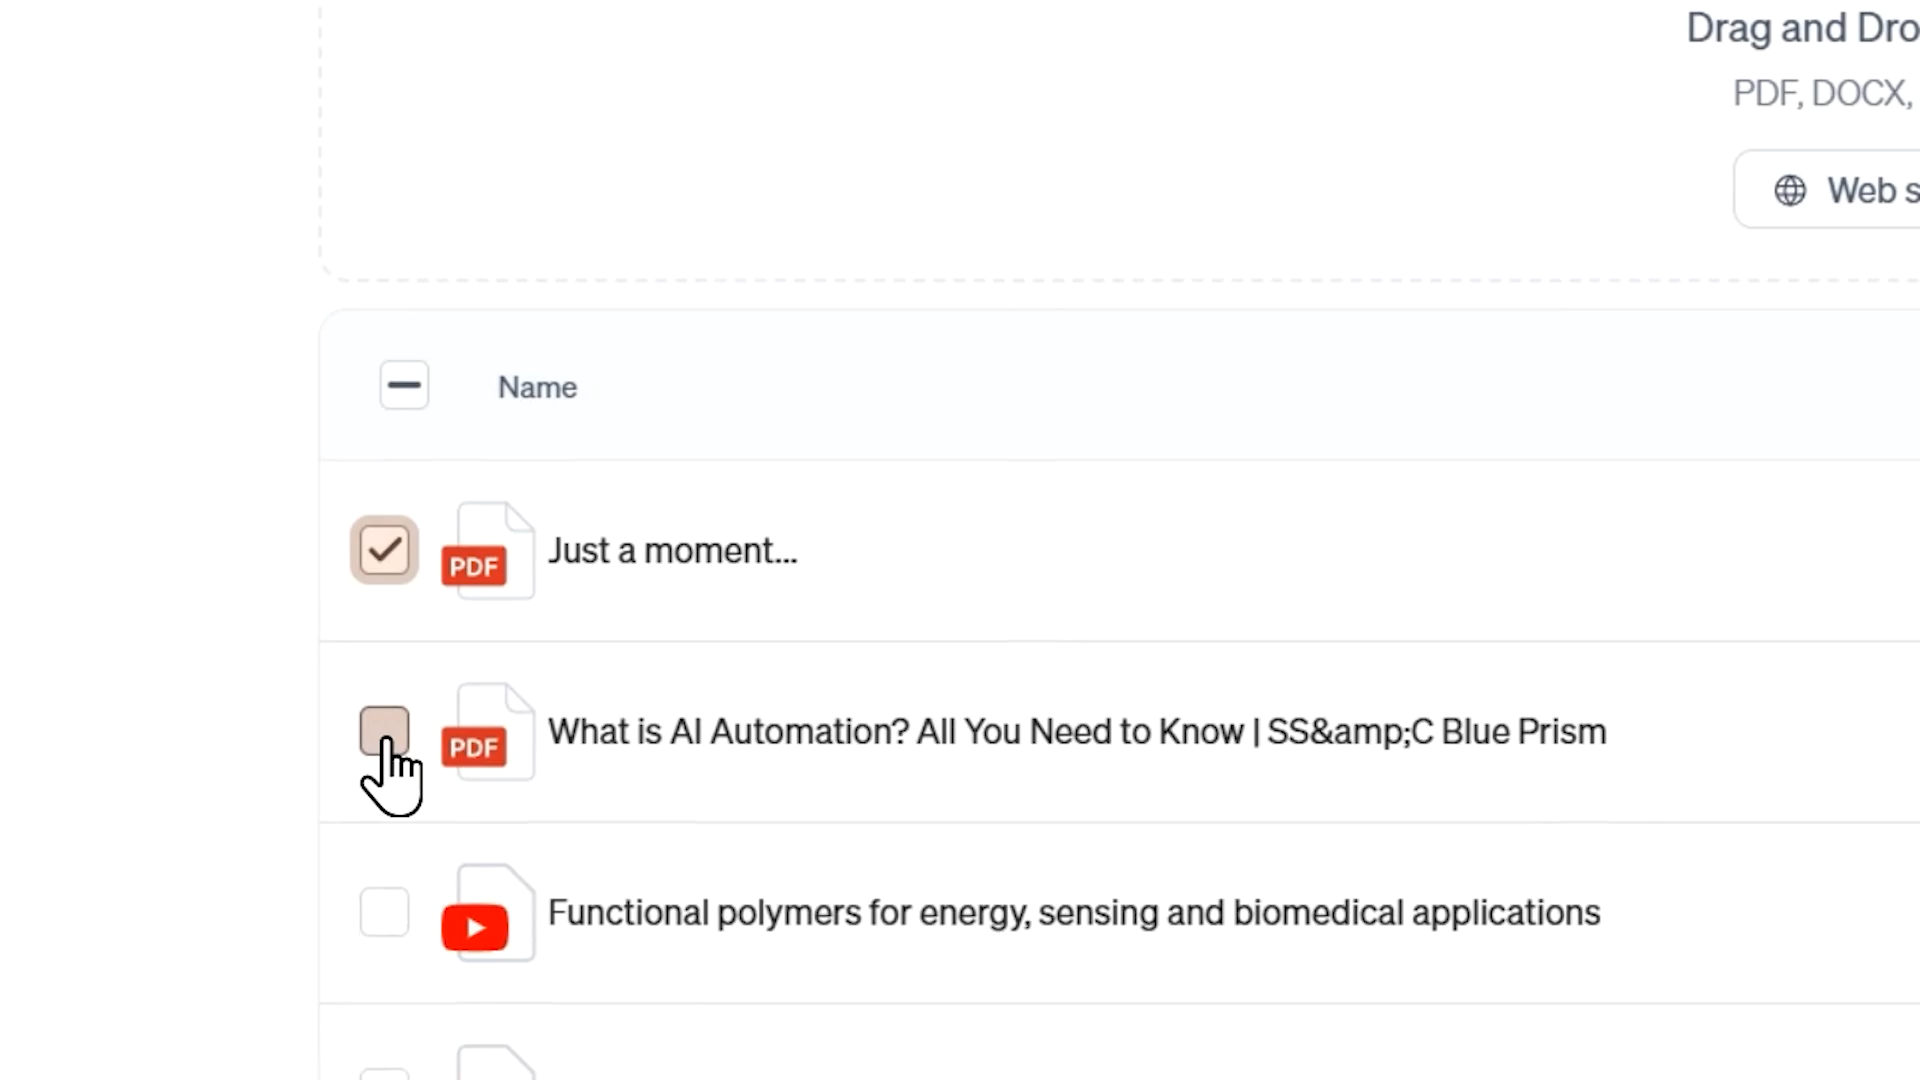 Drag and Dro
PDF, DOCX,
Web s
Name
PDF
Just a moment...
PDF
What is AI Automation? All You Need to Know | SS&amp;C Blue Prism
Functional polymers for energy, sensing and biomedical applications